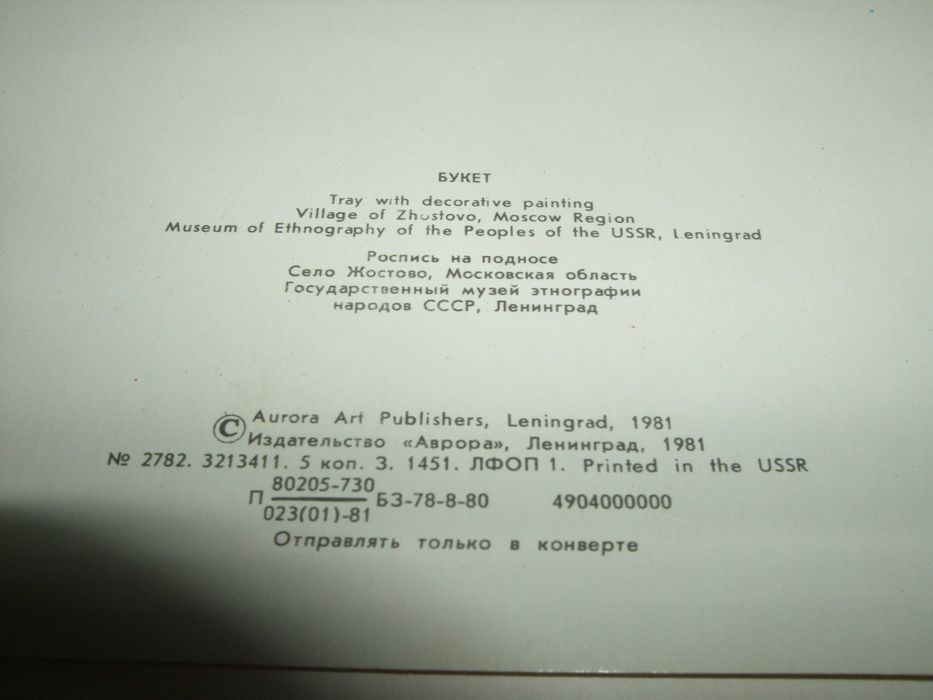 БУКЕТ
Tray with decorative painting
Village of Zhostovo, Moscow Region
Museum of Ethnography of the Peoples of the USSR, Leningrad
Роспись на подносе
Село Жостово, Московская область
Государственный музей этнографии
народов СССР, Ленинград
© Aurora Art Publishers, Leningrad, 1981
Издательство «Аврора», Ленинград, 1981
№ 2782. 3213411. 5 коп. З. 1451. ЛФОП 1. Printed in the USSR
80205-730
П БЗ-78-8-80 4904000000
023(01)-81
Отправлять только в конверте